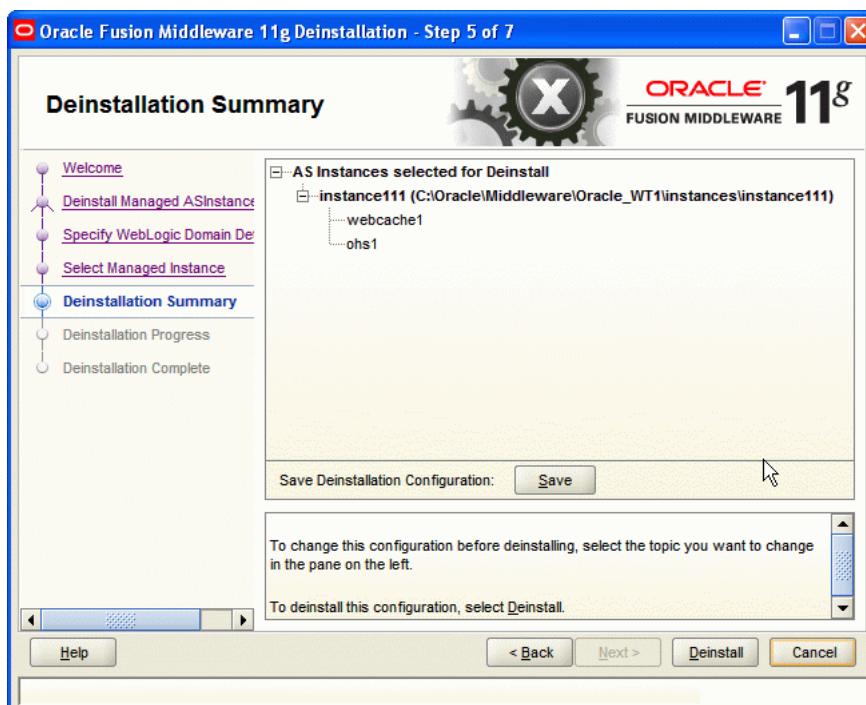 Oracle Fusion Middleware 11g Deinstallation - Step 5 of 7
Deinstallation Summary
ORACLE
FUSION MIDDLEWARE 11g
Welcome
Deinstall Managed ASInstance
Specify WebLogic Domain De
Select Managed Instance
Deinstallation Summary
Deinstallation Progress
Deinstallation Complete
AS Instances selected for Deinstall
instance111 (C:\Oracle\Middleware\Oracle_WT1\instances\instance111)
webcache1
ohs1
Save Deinstallation Configuration: Save
To change this configuration before deinstalling, select the topic you want to change
in the pane on the left.
To deinstall this configuration, select Deinstall.
Help < Back Next > Deinstall Cancel